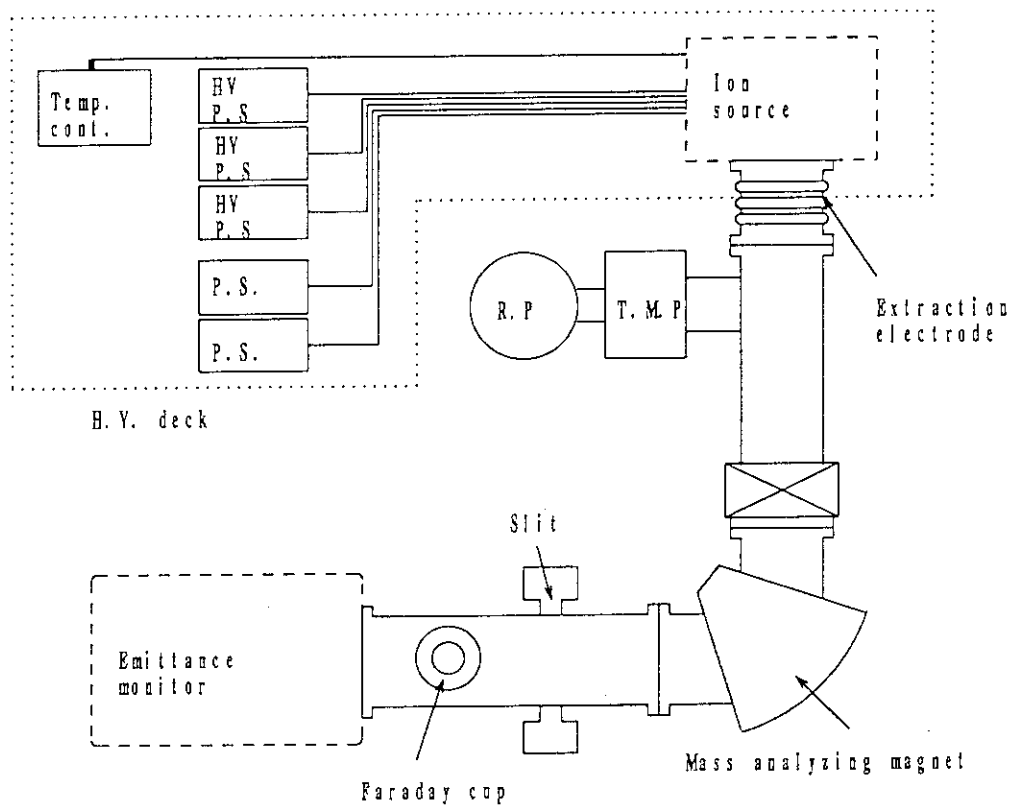 Temp.
cont.
HV
P.S
HV
P.S
HV
P.S
P.S.
P.S.
Ion
source
R.P
T.M.P
Extraction
electrode
H.V. deck
Slit
Emittance
monitor
Faraday cup
Mass analyzing magnet